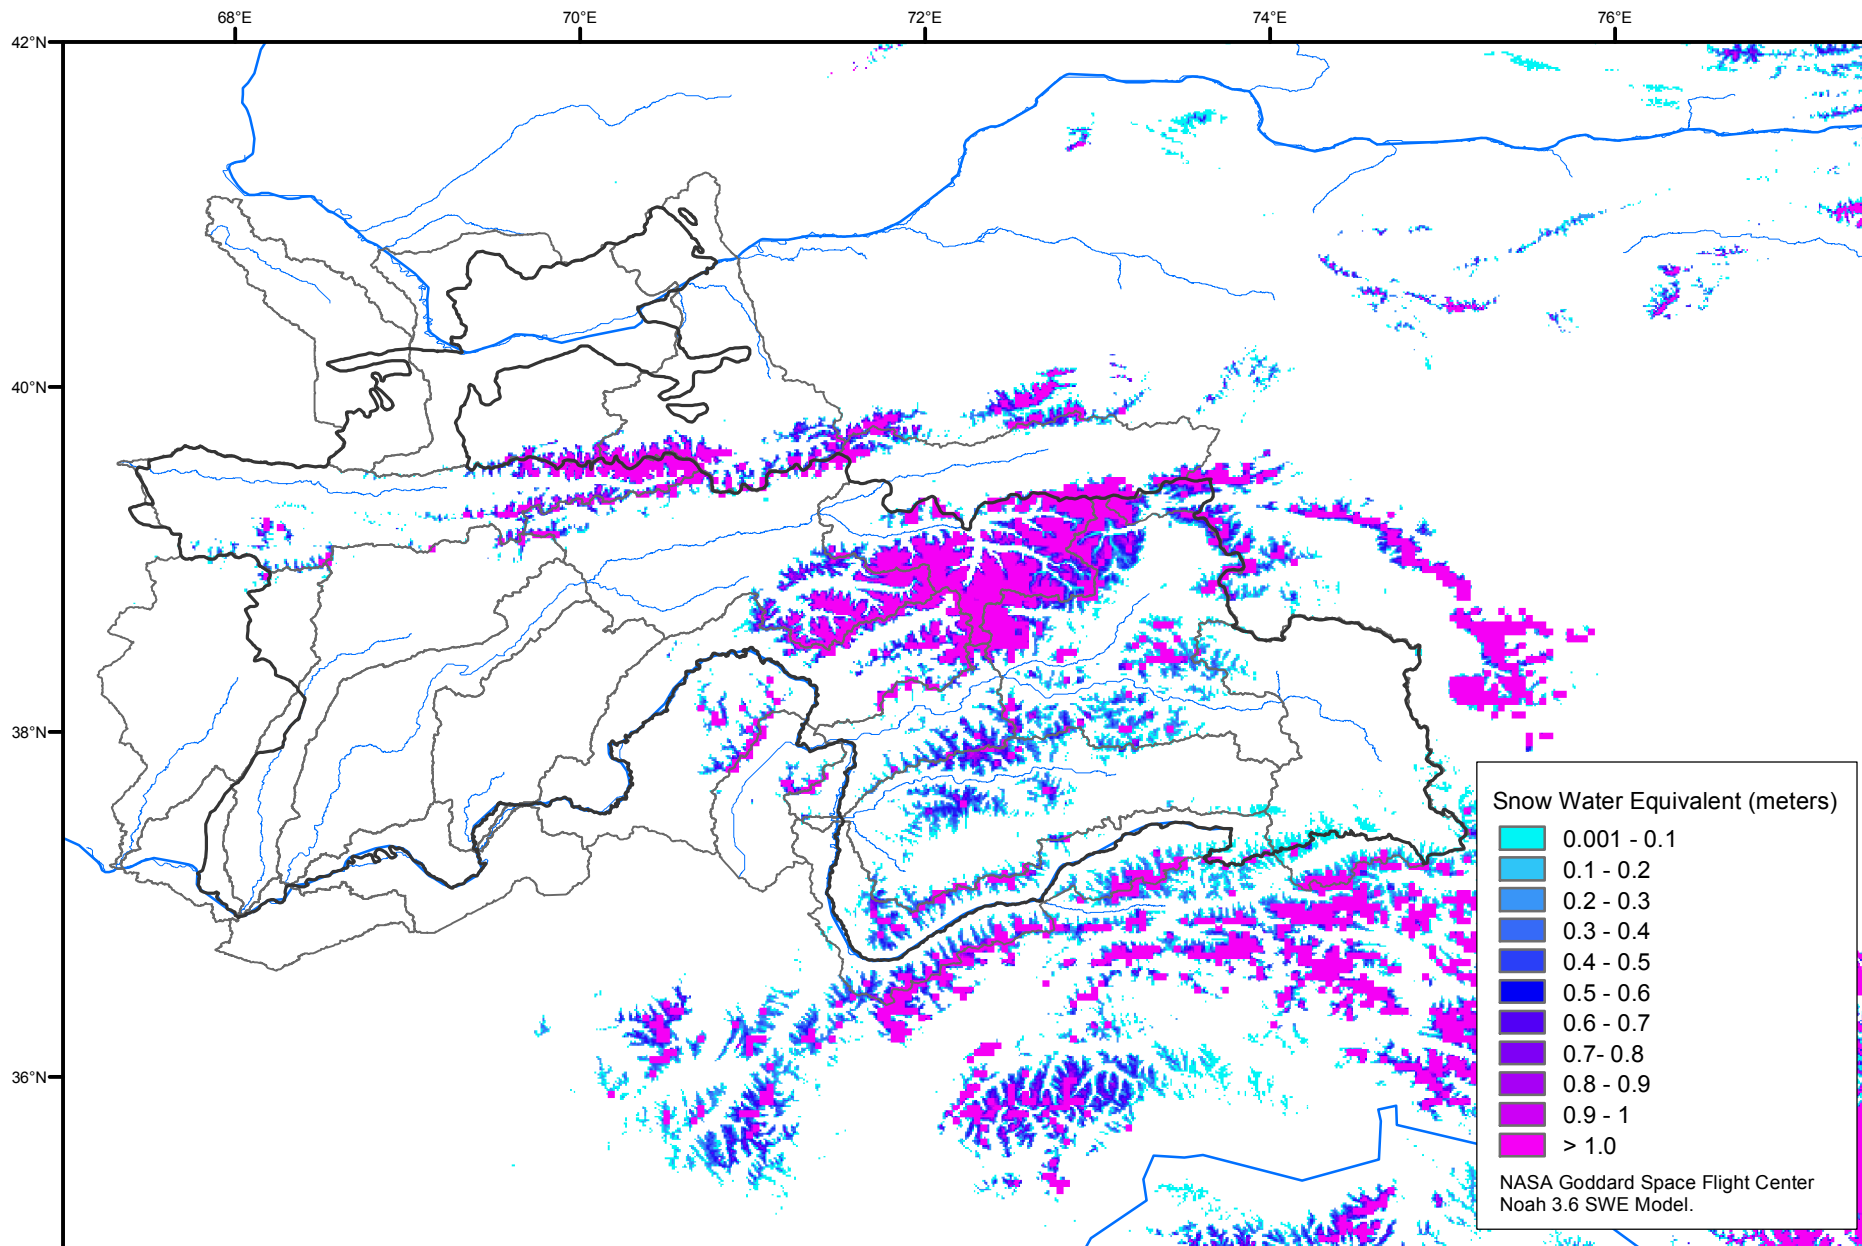 68°E
70°E
72°E
74°E
76°E
42°N
40°N
38°N
36°N
Snow Water Equivalent (meters)
0.001 - 0.1
0.1 - 0.2
0.2 - 0.3
0.3 - 0.4
0.4 - 0.5
0.5 - 0.6
0.6 - 0.7
0.7- 0.8
0.8 - 0.9
0.9 - 1
> 1.0
NASA Goddard Space Flight Center
Noah 3.6 SWE Model.